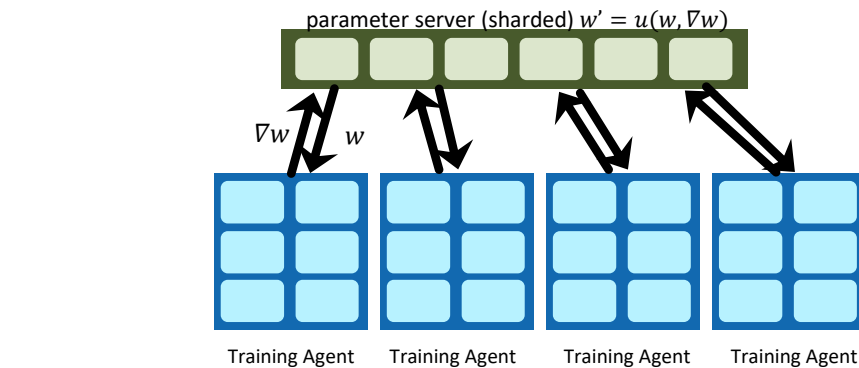 parameter server (sharded) 𝑤' = 𝑢(𝑤, ∇𝑤)
∇𝑤 𝑤
Training Agent Training Agent Training Agent Training Agent